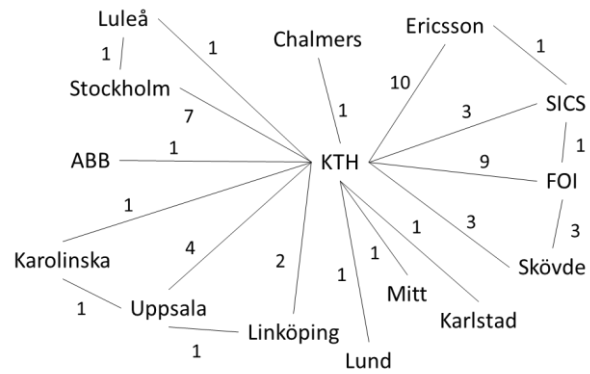 Luleå
Ericsson
Chalmers
1
1
1
Stockholm
10
SICS
7
1
3
1
ABB
1
KTH
9
FOI
1
4
2
1
3
3
Karolinska
1
1
Skövde
1
Uppsala
Mitt
Karlstad
1
Linköping
Lund